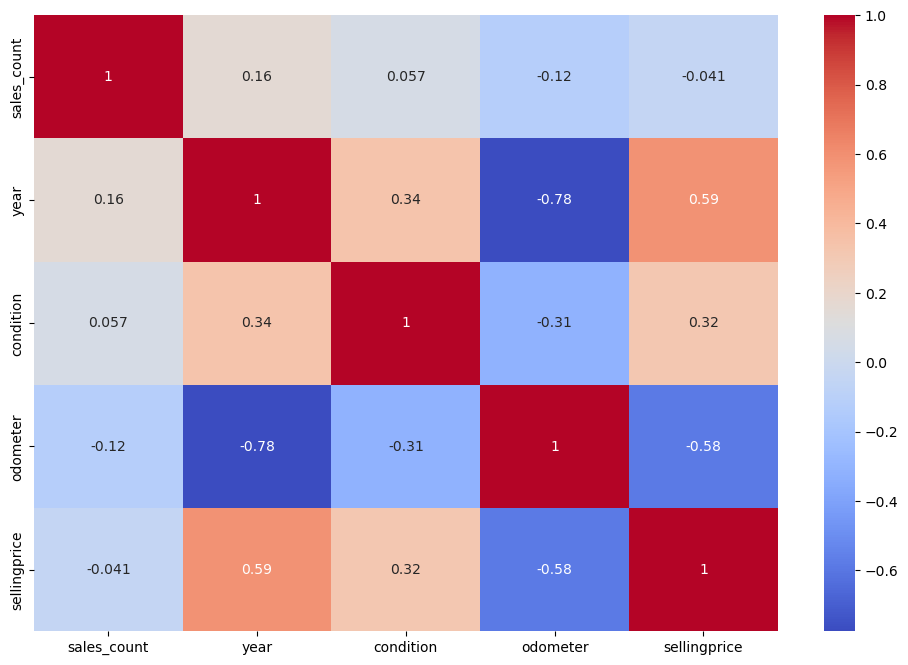 sales_count 1 0.16 0.057 -0.12 -0.041
year 0.16 1 0.34 -0.78 0.59
condition 0.057 0.34 1 -0.31 0.32
odometer -0.12 -0.78 -0.31 1 -0.58
sellingprice -0.041 0.59 0.32 -0.58 1
sales_count year condition odometer sellingprice
1.0
0.8
0.6
0.4
0.2
0.0
−0.2
−0.4
−0.6